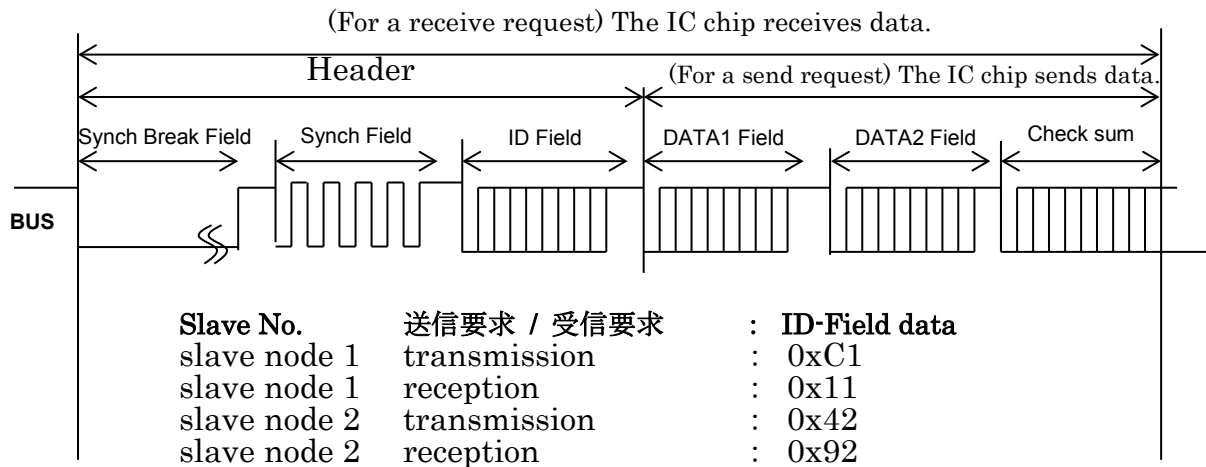 (For a receive request) The IC chip receives data.
Header
(For a send request) The IC chip sends data.
Synch Break Field
Synch Field
ID Field
DATA1 Field
DATA2 Field
Check sum
BUS
Slave No. 送信要求 / 受信要求 : ID-Field data
slave node 1 transmission : 0xC1
slave node 1 reception : 0x11
slave node 2 transmission : 0x42
slave node 2 reception : 0x92